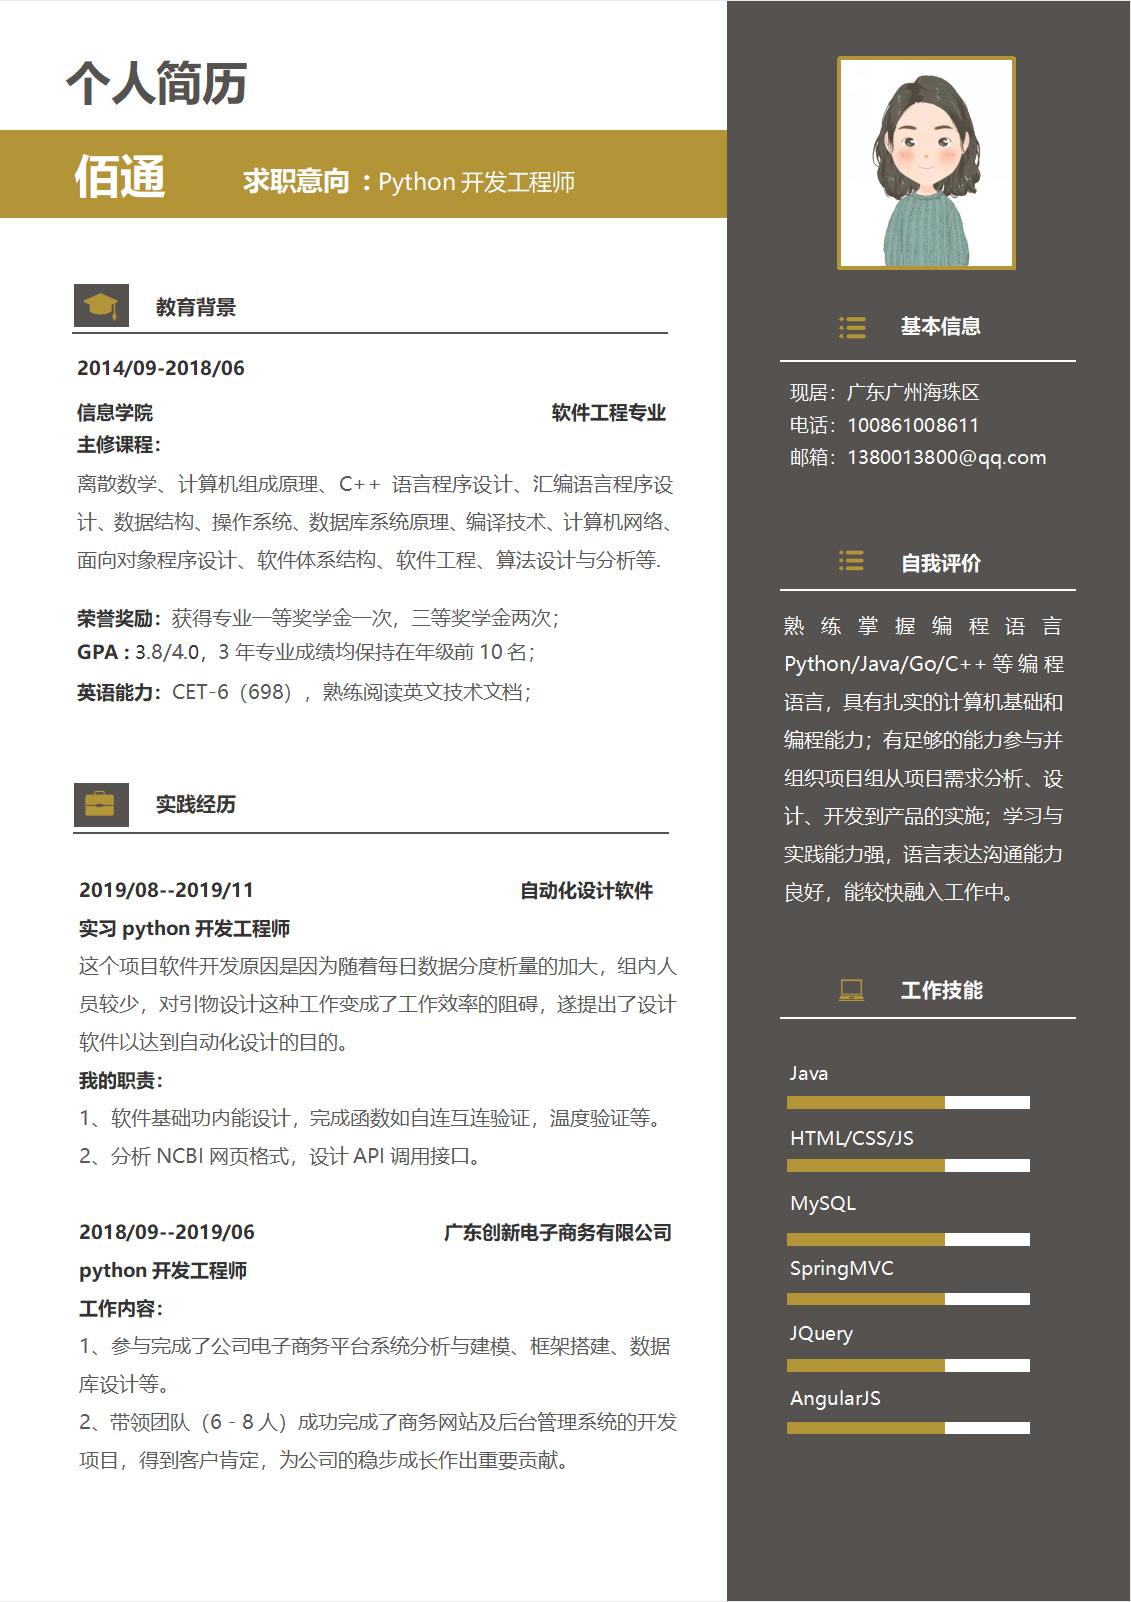 个人简历
佰通
求职意向 ：Python 开发工程师
教育背景
2014/09-2018/06
信息学院 软件工程专业
主修课程：
离散数学、计算机组成原理、C++ 语言程序设计、汇编语言程序设
计、数据结构、操作系统、数据库系统原理、编译技术、计算机网络、
面向对象程序设计、软件体系结构、软件工程、算法设计与分析等.
荣誉奖励：获得专业一等奖学金一次，三等奖学金两次；
GPA : 3.8/4.0，3 年专业成绩均保持在年级前 10 名；
英语能力：CET-6（698），熟练阅读英文技术文档；
实践经历
2019/08--2019/11 自动化设计软件
实习 python 开发工程师
这个项目软件开发原因是因为随着每日数据分度析量的加大，组内人
员较少，对引物设计这种工作变成了工作效率的阻碍，遂提出了设计
软件以达到自动化设计的目的。
我的职责：
1、软件基础功内能设计，完成函数如自连互连验证，温度验证等。
2、分析 NCBI 网页格式，设计 API 调用接口。
2018/09--2019/06 广东创新电子商务有限公司
python 开发工程师
工作内容：
1、参与完成了公司电子商务平台系统分析与建模、框架搭建、数据
库设计等。
2、带领团队（6 - 8 人）成功完成了商务网站及后台管理系统的开发
项目，得到客户肯定，为公司的稳步成长作出重要贡献。
基本信息
现居：广东广州海珠区
电话：100861008611
邮箱：1380013800@qq.com
自我评价
熟练掌握编程语言
Python/Java/Go/C++ 等编程
语言，具有扎实的计算机基础和
编程能力；有足够的能力参与并
组织项目组从项目需求分析、设
计、开发到产品的实施；学习与
实践能力强，语言表达沟通能力
良好，能较快融入工作中。
工作技能
Java
HTML/CSS/JS
MySQL
SpringMVC
JQuery
AngularJS